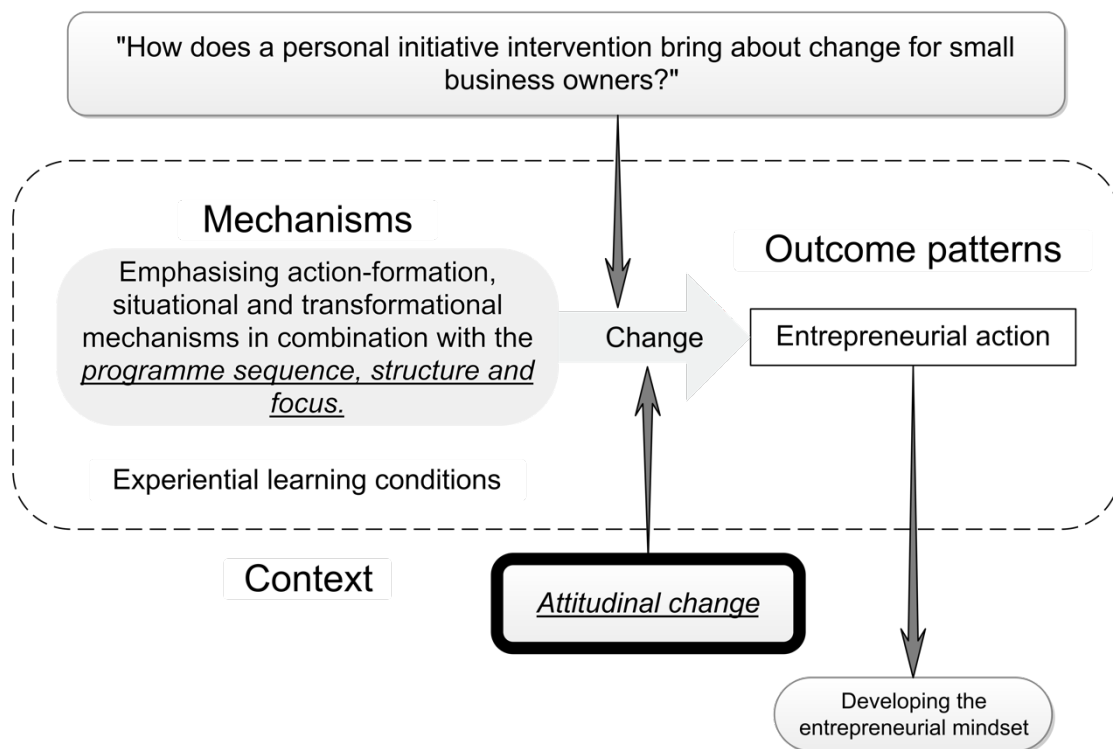 "How does a personal initiative intervention bring about change for small
business owners?"
Mechanisms
Emphasising action-formation,
situational and transformational
mechanisms in combination with the
programme sequence, structure and
focus.
Change
Outcome patterns
Entrepreneurial action
Experiential learning conditions
Context
Attitudinal change
Developing the
entrepreneurial mindset